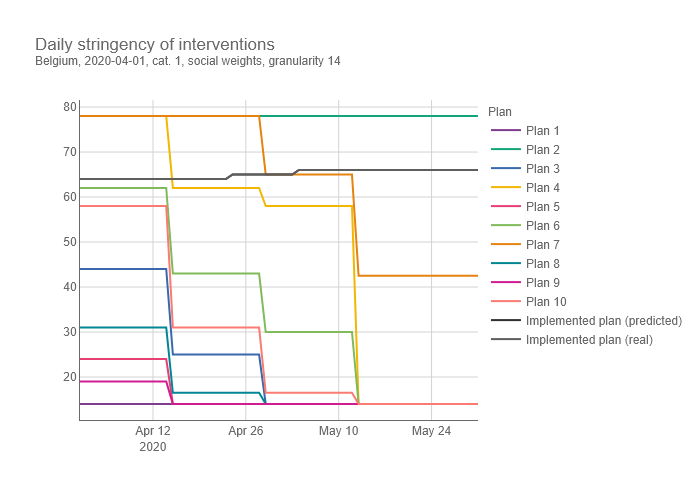 Daily stringency of interventions
Belgium, 2020-04-01, cat. 1, social weights, granularity 14
80
70
60
50
40
30
20
Apr 12
2020
Apr 26
May 10
May 24
Plan
Plan 1
Plan 2
Plan 3
Plan 4
Plan 5
Plan 6
Plan 7
Plan 8
Plan 9
Plan 10
Implemented plan (predicted)
Implemented plan (real)